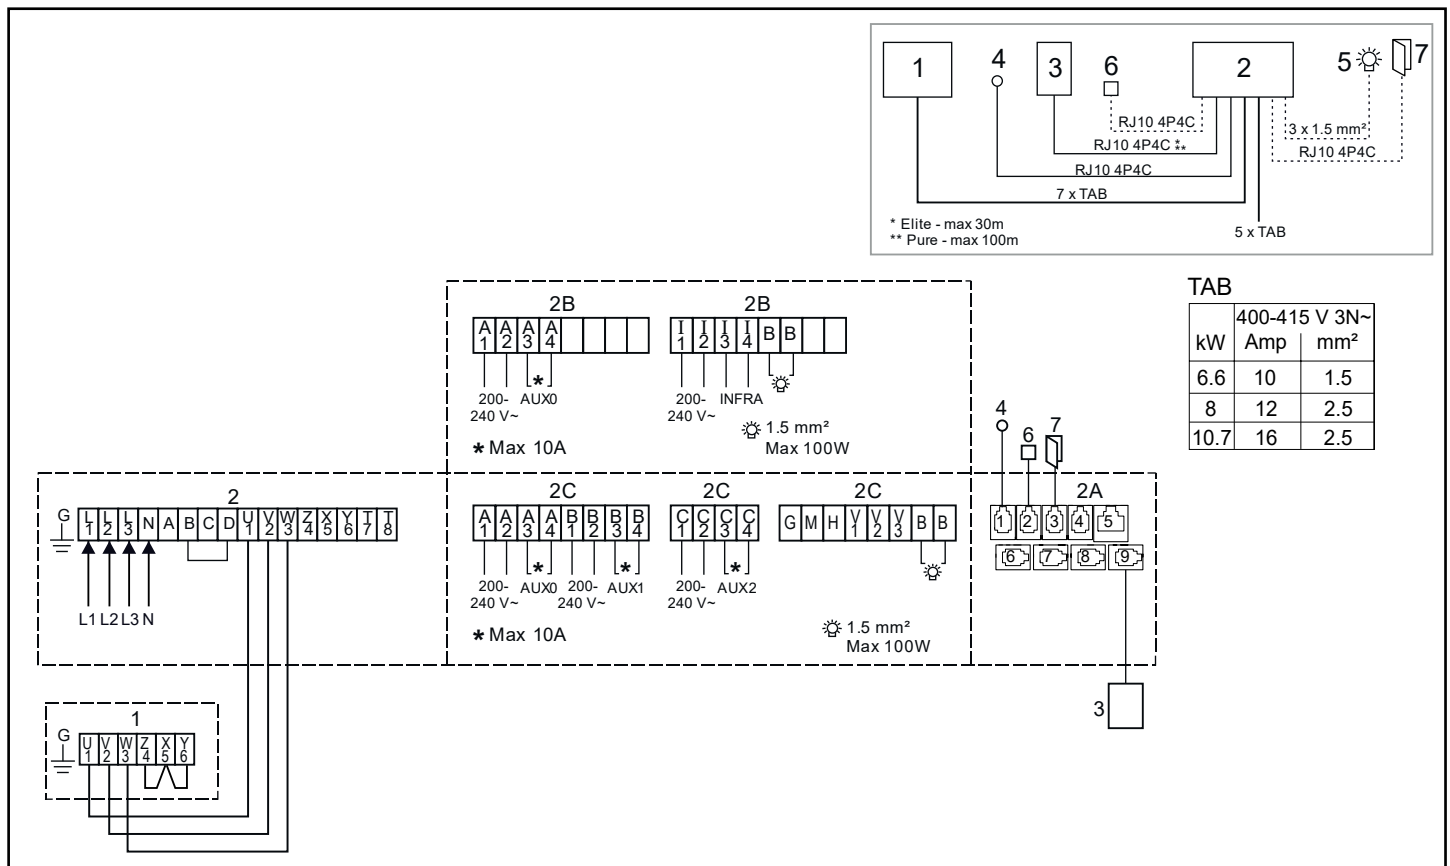 1 4 3 6 2 5 7
RJ10 4P4C
3 x 1.5 mm²
RJ10 4P4C * **
RJ10 4P4C
RJ10 4P4C
7 x TAB
* Elite - max 30m
** Pure - max 100m
5 x TAB
TAB
400-415 V 3N~
kW Amp mm²
6.6 10 1.5
8 12 2.5
10.7 16 2.5
2B 2B
A1 A2 A3 A4 I1 I2 I3 I4 B B
*
200-240 V~ AUX0 200-240 V~ INFRA
* Max 10A
1.5 mm²
Max 100W
4
6 7
2
G L1 L2 L3 N A B C D U1 V2 W3 Z4 X5 Y6 T7 T8
L1 L2 L3 N
2C 2C 2C
A1 A2 A3 A4 B1 B2 B3 B4 C1 C2 C3 C4 G M H V1 V2 V3 B B
* * *
200-240 V~ AUX0 200-240 V~ AUX1 200-240 V~ AUX2
* Max 10A
1.5 mm²
Max 100W
2A
1 2 3 4 5
6 7 8 9
3
1
G U1 V2 W3 Z4 X5 Y6